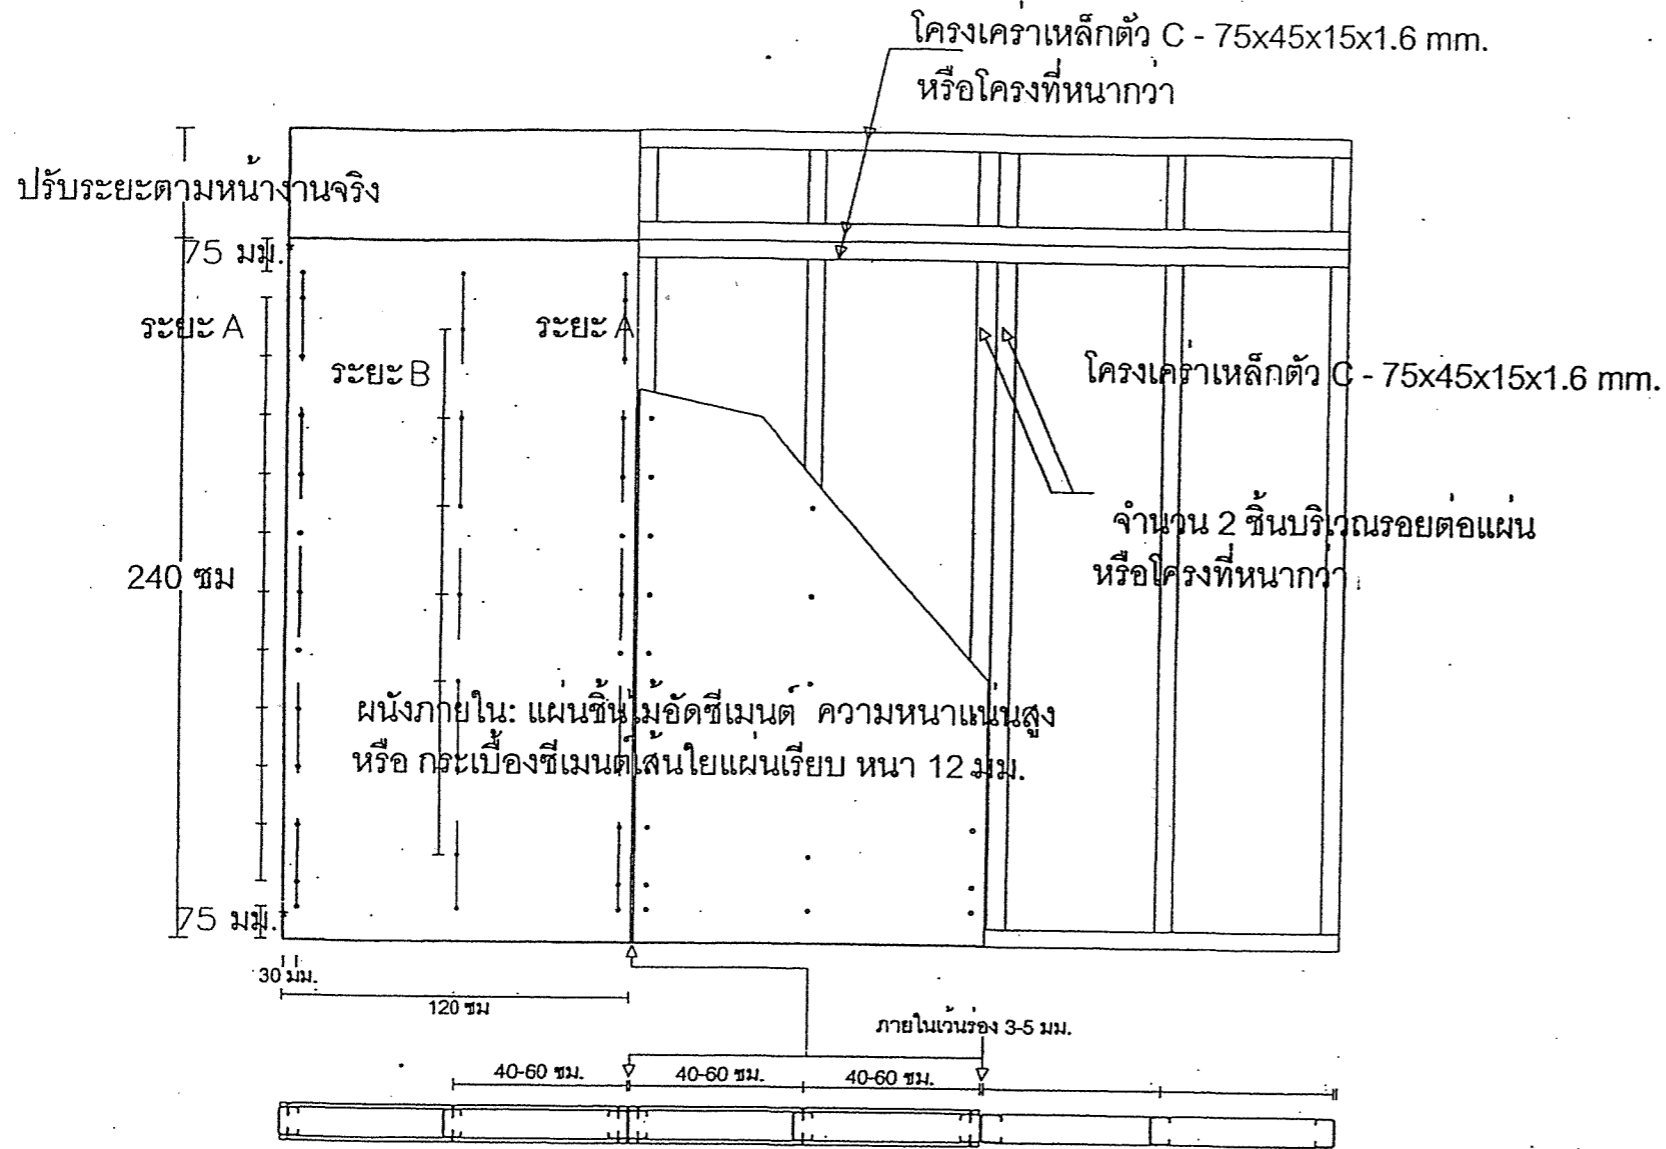 โครงเคร่าเหล็กตัว C - 75x45x15x1.6 mm.
หรือโครงที่หนากว่า
ปรับระยะตามหน้างานจริง
75 มม.
ระยะ A
ระยะ A
ระยะ B
โครงเคร่าเหล็กตัว C - 75x45x15x1.6 mm.
จำนวน 2 ชิ้นบริเวณรอยต่อแผ่น
หรือโครงที่หนากว่า
240 ซม
ผนังภายใน: แผ่นชิ้นไม้อัดซีเมนต์ ความหนาแน่นสูง
หรือ กระเบื้องซีเมนต์เส้นใยแผ่นเรียบ หนา 12 มม.
75 มม.
30 มม.
120 ซม
ภายในเว้นร่อง 3-5 มม.
40-60 ซม.
40-60 ซม.
40-60 ซม.